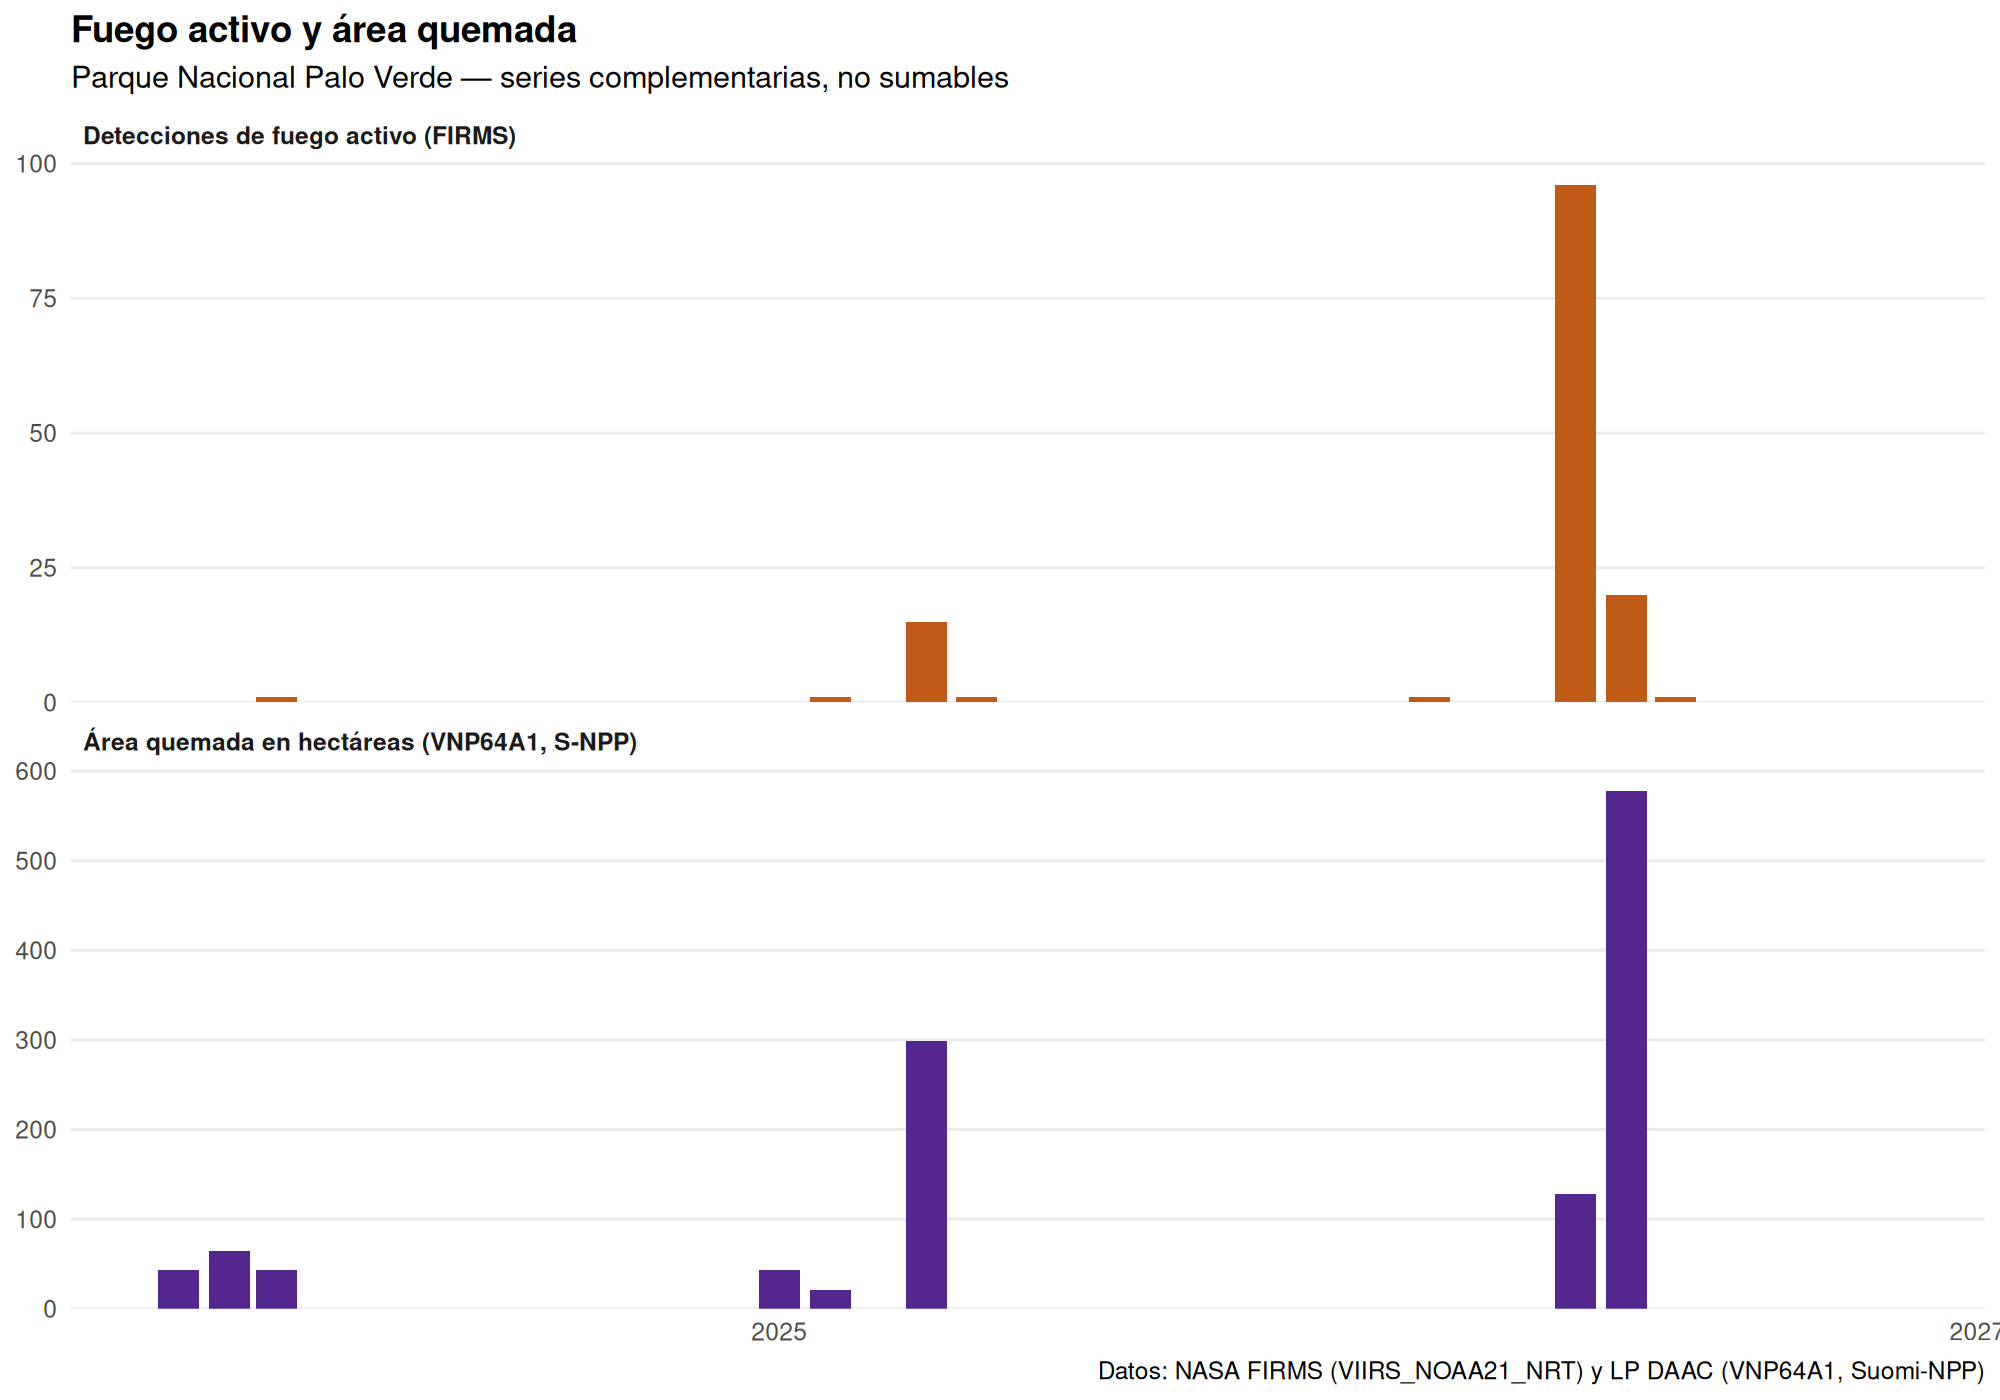 Fuego activo y área quemada
Parque Nacional Palo Verde — series complementarias, no sumables
Detecciones de fuego activo (FIRMS)
100
75
50
25
0
Área quemada en hectáreas (VNP64A1, S-NPP)
600
500
400
300
200
100
0
2025
2027
Datos: NASA FIRMS (VIIRS_NOAA21_NRT) y LP DAAC (VNP64A1, Suomi-NPP)